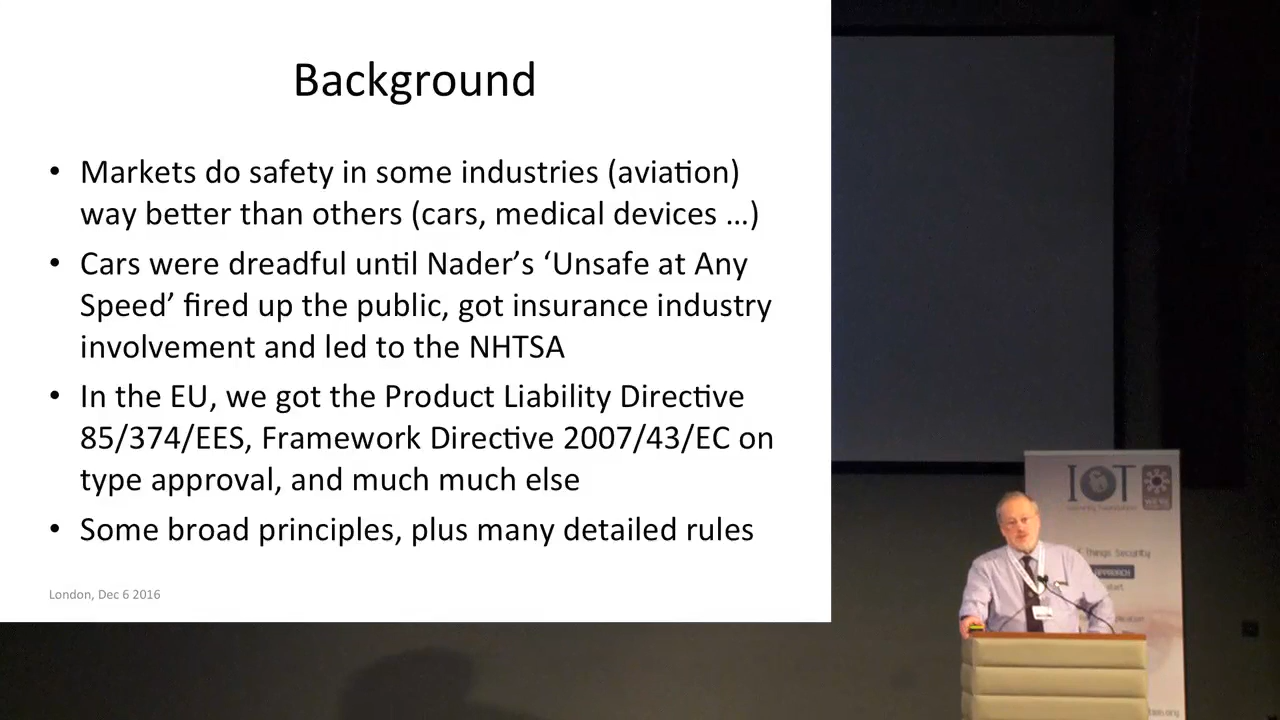 Background
• Markets do safety in some industries (aviation)
way better than others (cars, medical devices …)
• Cars were dreadful until Nader’s ‘Unsafe at Any
Speed’ fired up the public, got insurance industry
involvement and led to the NHTSA
• In the EU, we got the Product Liability Directive
85/374/EES, Framework Directive 2007/43/EC on
type approval, and much much else
• Some broad principles, plus many detailed rules
London, Dec 6 2016
IOT
Things Security
APPROACH